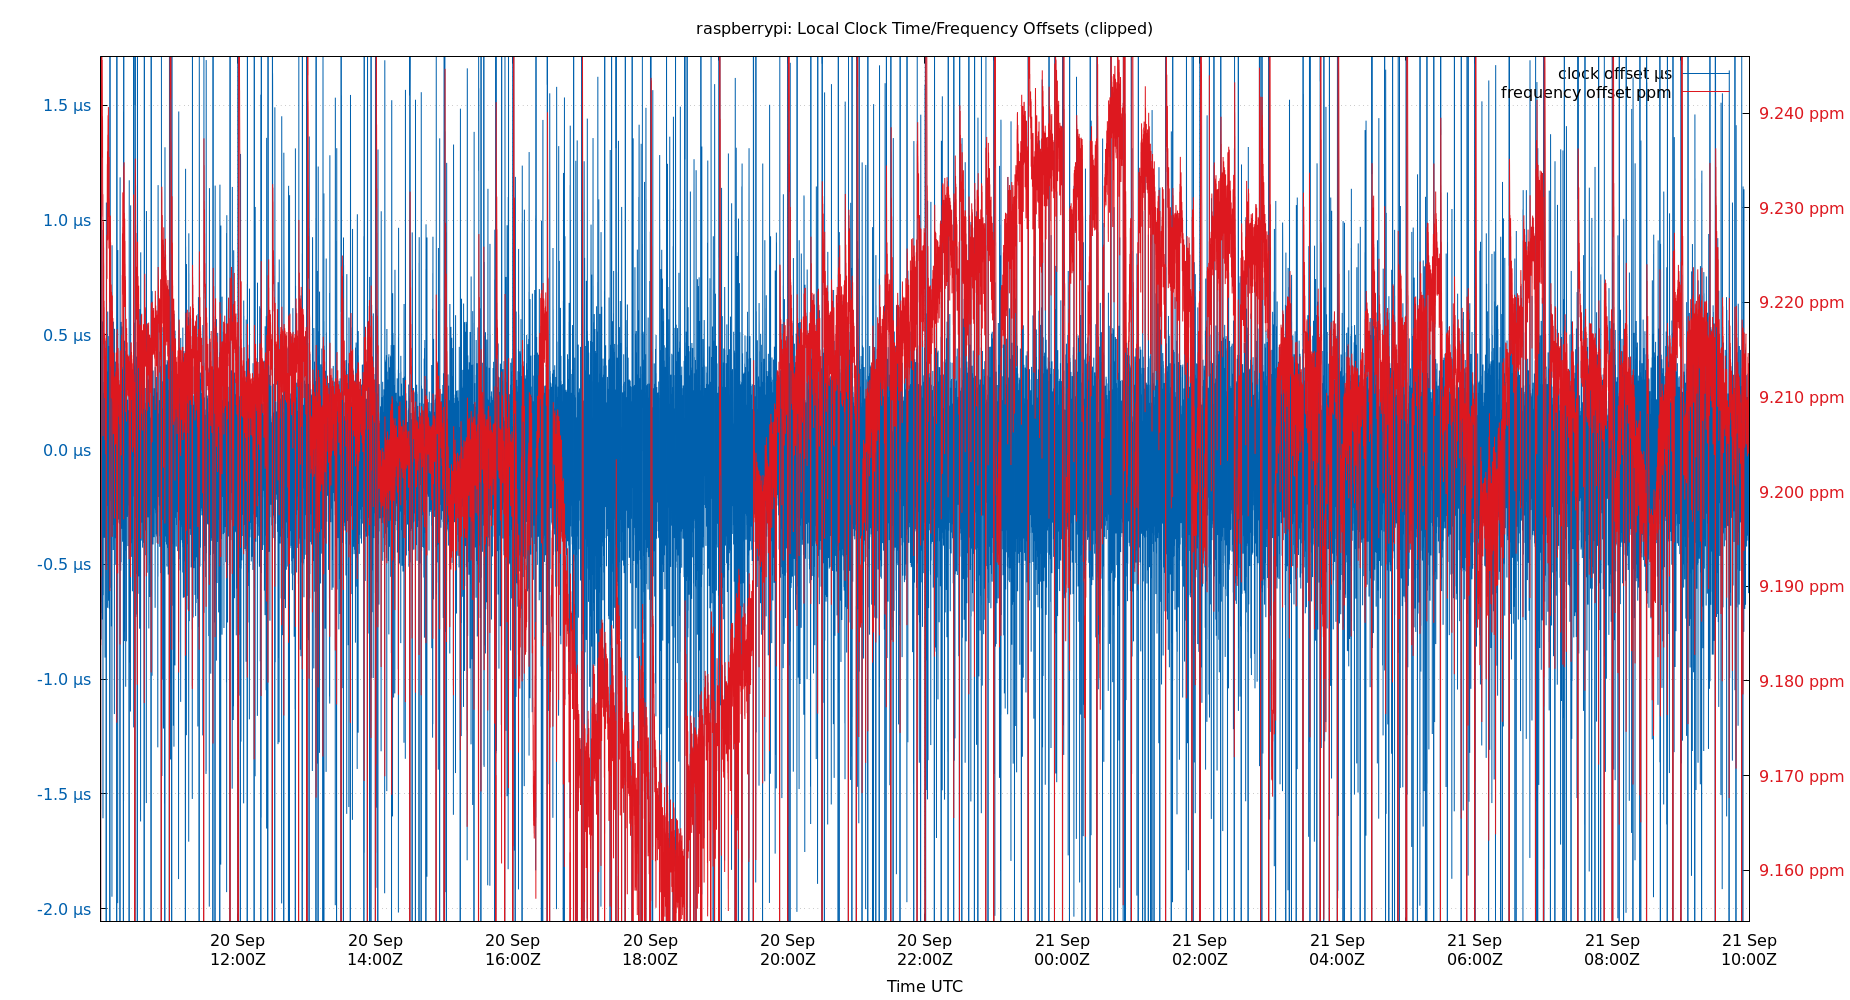 raspberrypi: Local Clock Time/Frequency Offsets (clipped)
clock offset µs
frequency offset ppm
1.5 µs
1.0 µs
0.5 µs
0.0 µs
-0.5 µs
-1.0 µs
-1.5 µs
-2.0 µs
9.240 ppm
9.230 ppm
9.220 ppm
9.210 ppm
9.200 ppm
9.190 ppm
9.180 ppm
9.170 ppm
9.160 ppm
20 Sep 20 Sep 20 Sep 20 Sep 20 Sep 20 Sep 21 Sep 21 Sep 21 Sep 21 Sep 21 Sep 21 Sep
12:00Z 14:00Z 16:00Z 18:00Z 20:00Z 22:00Z 00:00Z 02:00Z 04:00Z 06:00Z 08:00Z 10:00Z
Time UTC